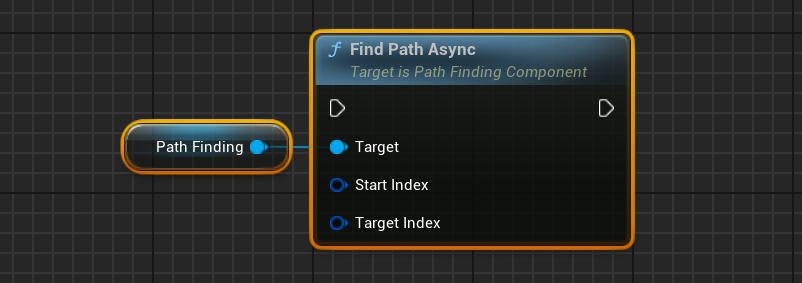 Find Path Async
Target is Path Finding Component
Path Finding
Target
Start Index
Target Index